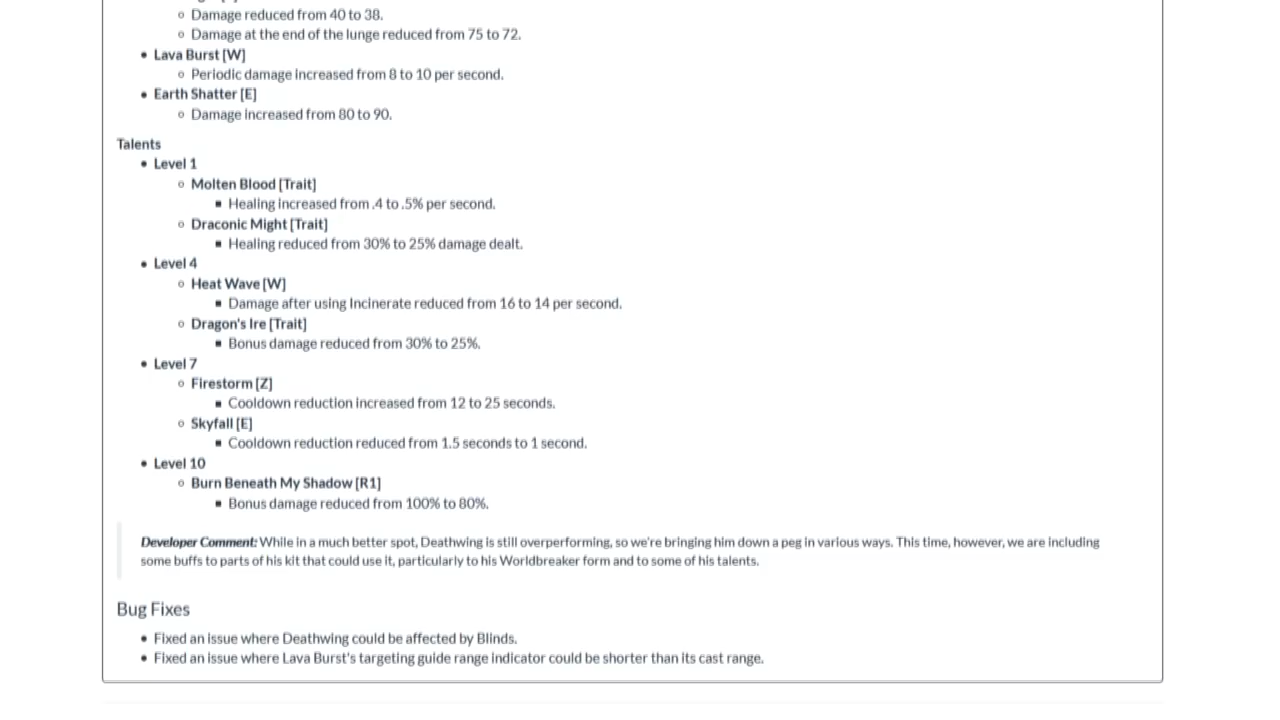 Damage reduced from 40 to 38.
Damage at the end of the lunge reduced from 75 to 72.
Lava Burst [W]
Periodic damage increased from 8 to 10 per second.
Earth Shatter [E]
Damage increased from 80 to 90.
Talents
Level 1
Molten Blood [Trait]
Healing increased from .4 to .5% per second.
Draconic Might [Trait]
Healing reduced from 30% to 25% damage dealt.
Level 4
Heat Wave [W]
Damage after using Incinerate reduced from 16 to 14 per second.
Dragon's Ire [Trait]
Bonus damage reduced from 30% to 25%.
Level 7
Firestorm [Z]
Cooldown reduction increased from 12 to 25 seconds.
Skyfall [E]
Cooldown reduction reduced from 1.5 seconds to 1 second.
Level 10
Burn Beneath My Shadow [R1]
Bonus damage reduced from 100% to 80%.
Developer Comment: While in a much better spot, Deathwing is still overperforming, so we're bringing him down a peg in various ways. This time, however, we are including
some buffs to parts of his kit that could use it, particularly to his Worldbreaker form and to some of his talents.
Bug Fixes
Fixed an issue where Deathwing could be affected by Blinds.
Fixed an issue where Lava Burst's targeting guide range indicator could be shorter than its cast range.